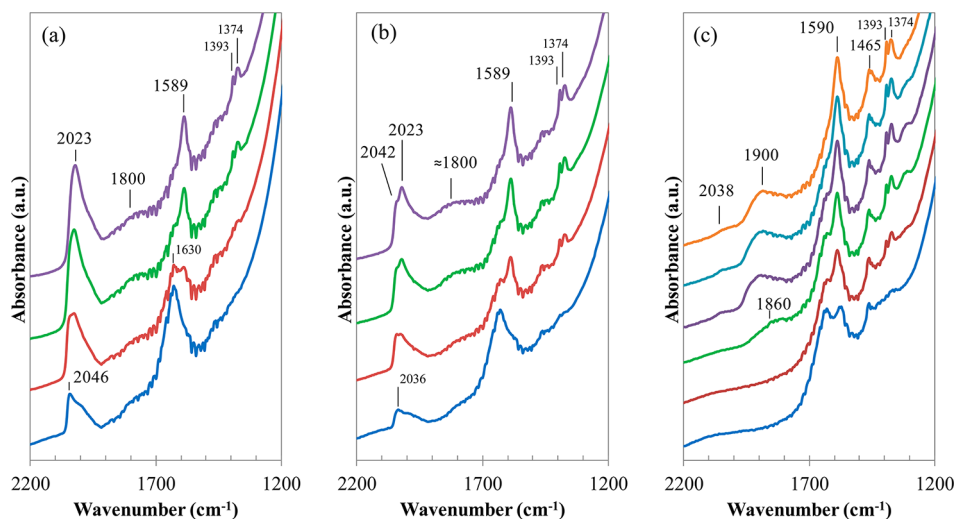 (a)
1374
1393
1589
2023
1800
1630
2046
Absorbance (a.u.)
2200 1700 1200
Wavenumber (cm⁻¹)
(b)
1374
1393
1589
2023
2042
≈1800
2036
Absorbance (a.u.)
2200 1700 1200
Wavenumber (cm⁻¹)
(c)
1590
1393 1374
1465
1900
2038
1860
Absorbance (a.u.)
2200 1700 1200
Wavenumber (cm⁻¹)